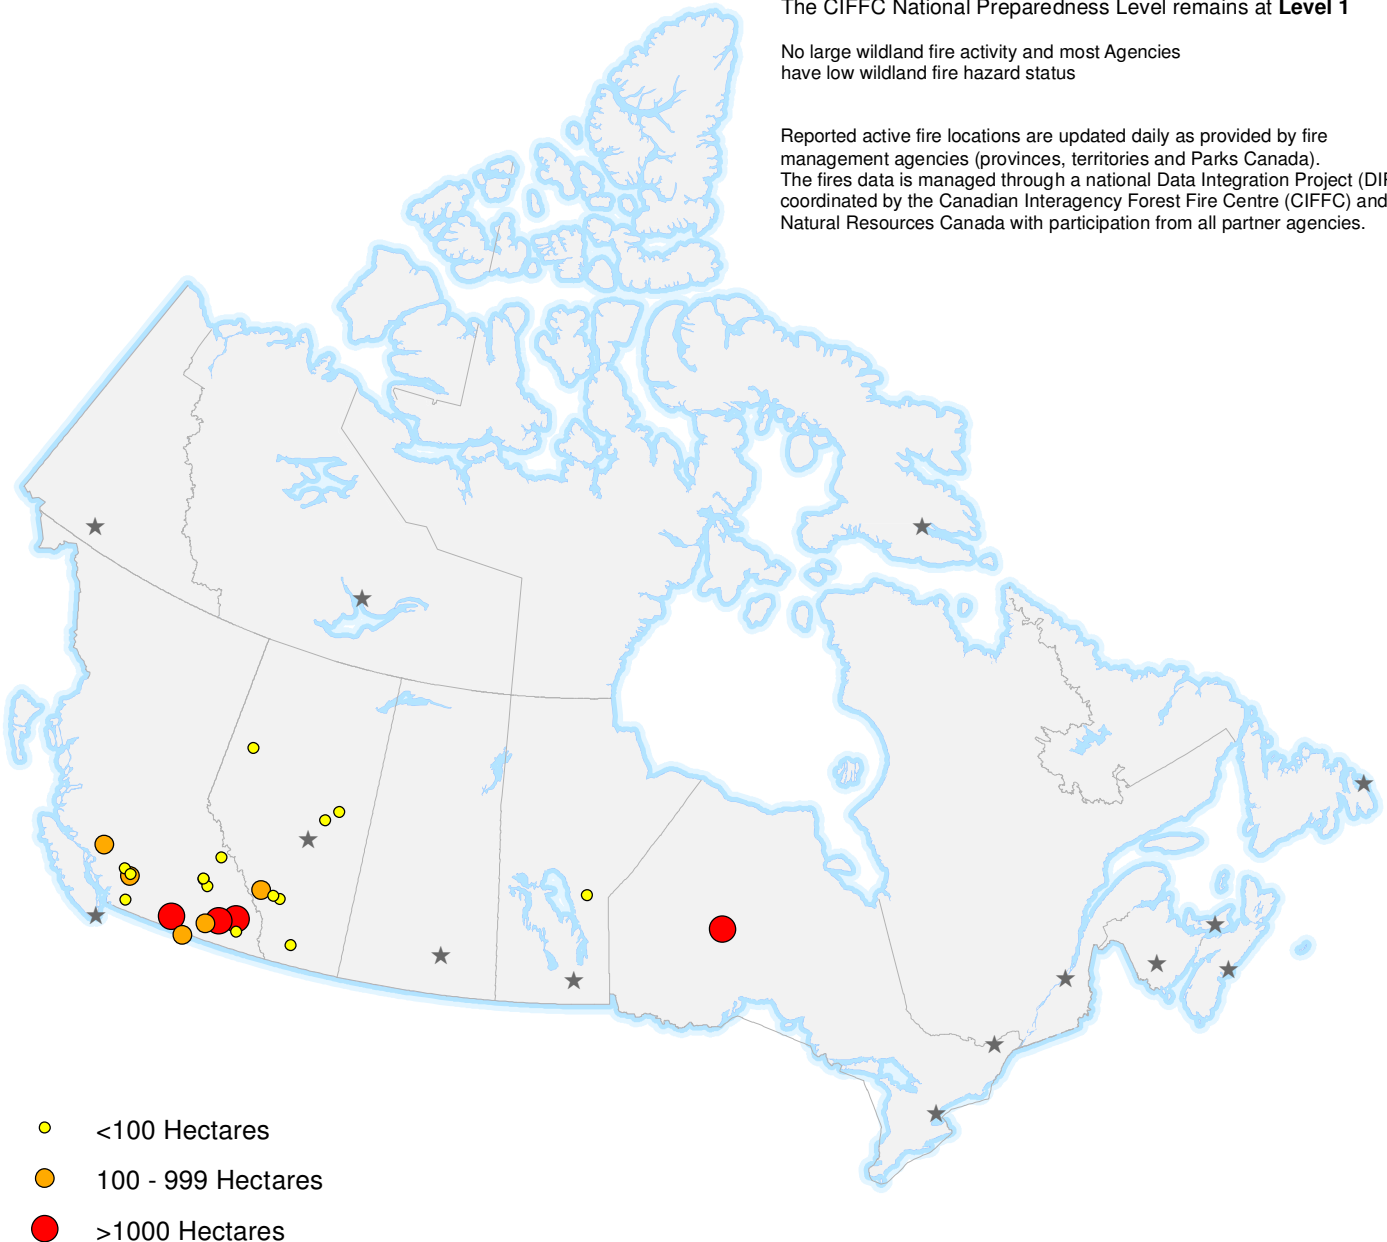 The CIFFC National Preparedness Level remains at Level 1
No large wildland fire activity and most Agencies
have low wildland fire hazard status
Reported active fire locations are updated daily as provided by fire
management agencies (provinces, territories and Parks Canada).
The fires data is managed through a national Data Integration Project (DIP
coordinated by the Canadian Interagency Forest Fire Centre (CIFFC) and
Natural Resources Canada with participation from all partner agencies.
<100 Hectares
100 - 999 Hectares
>1000 Hectares